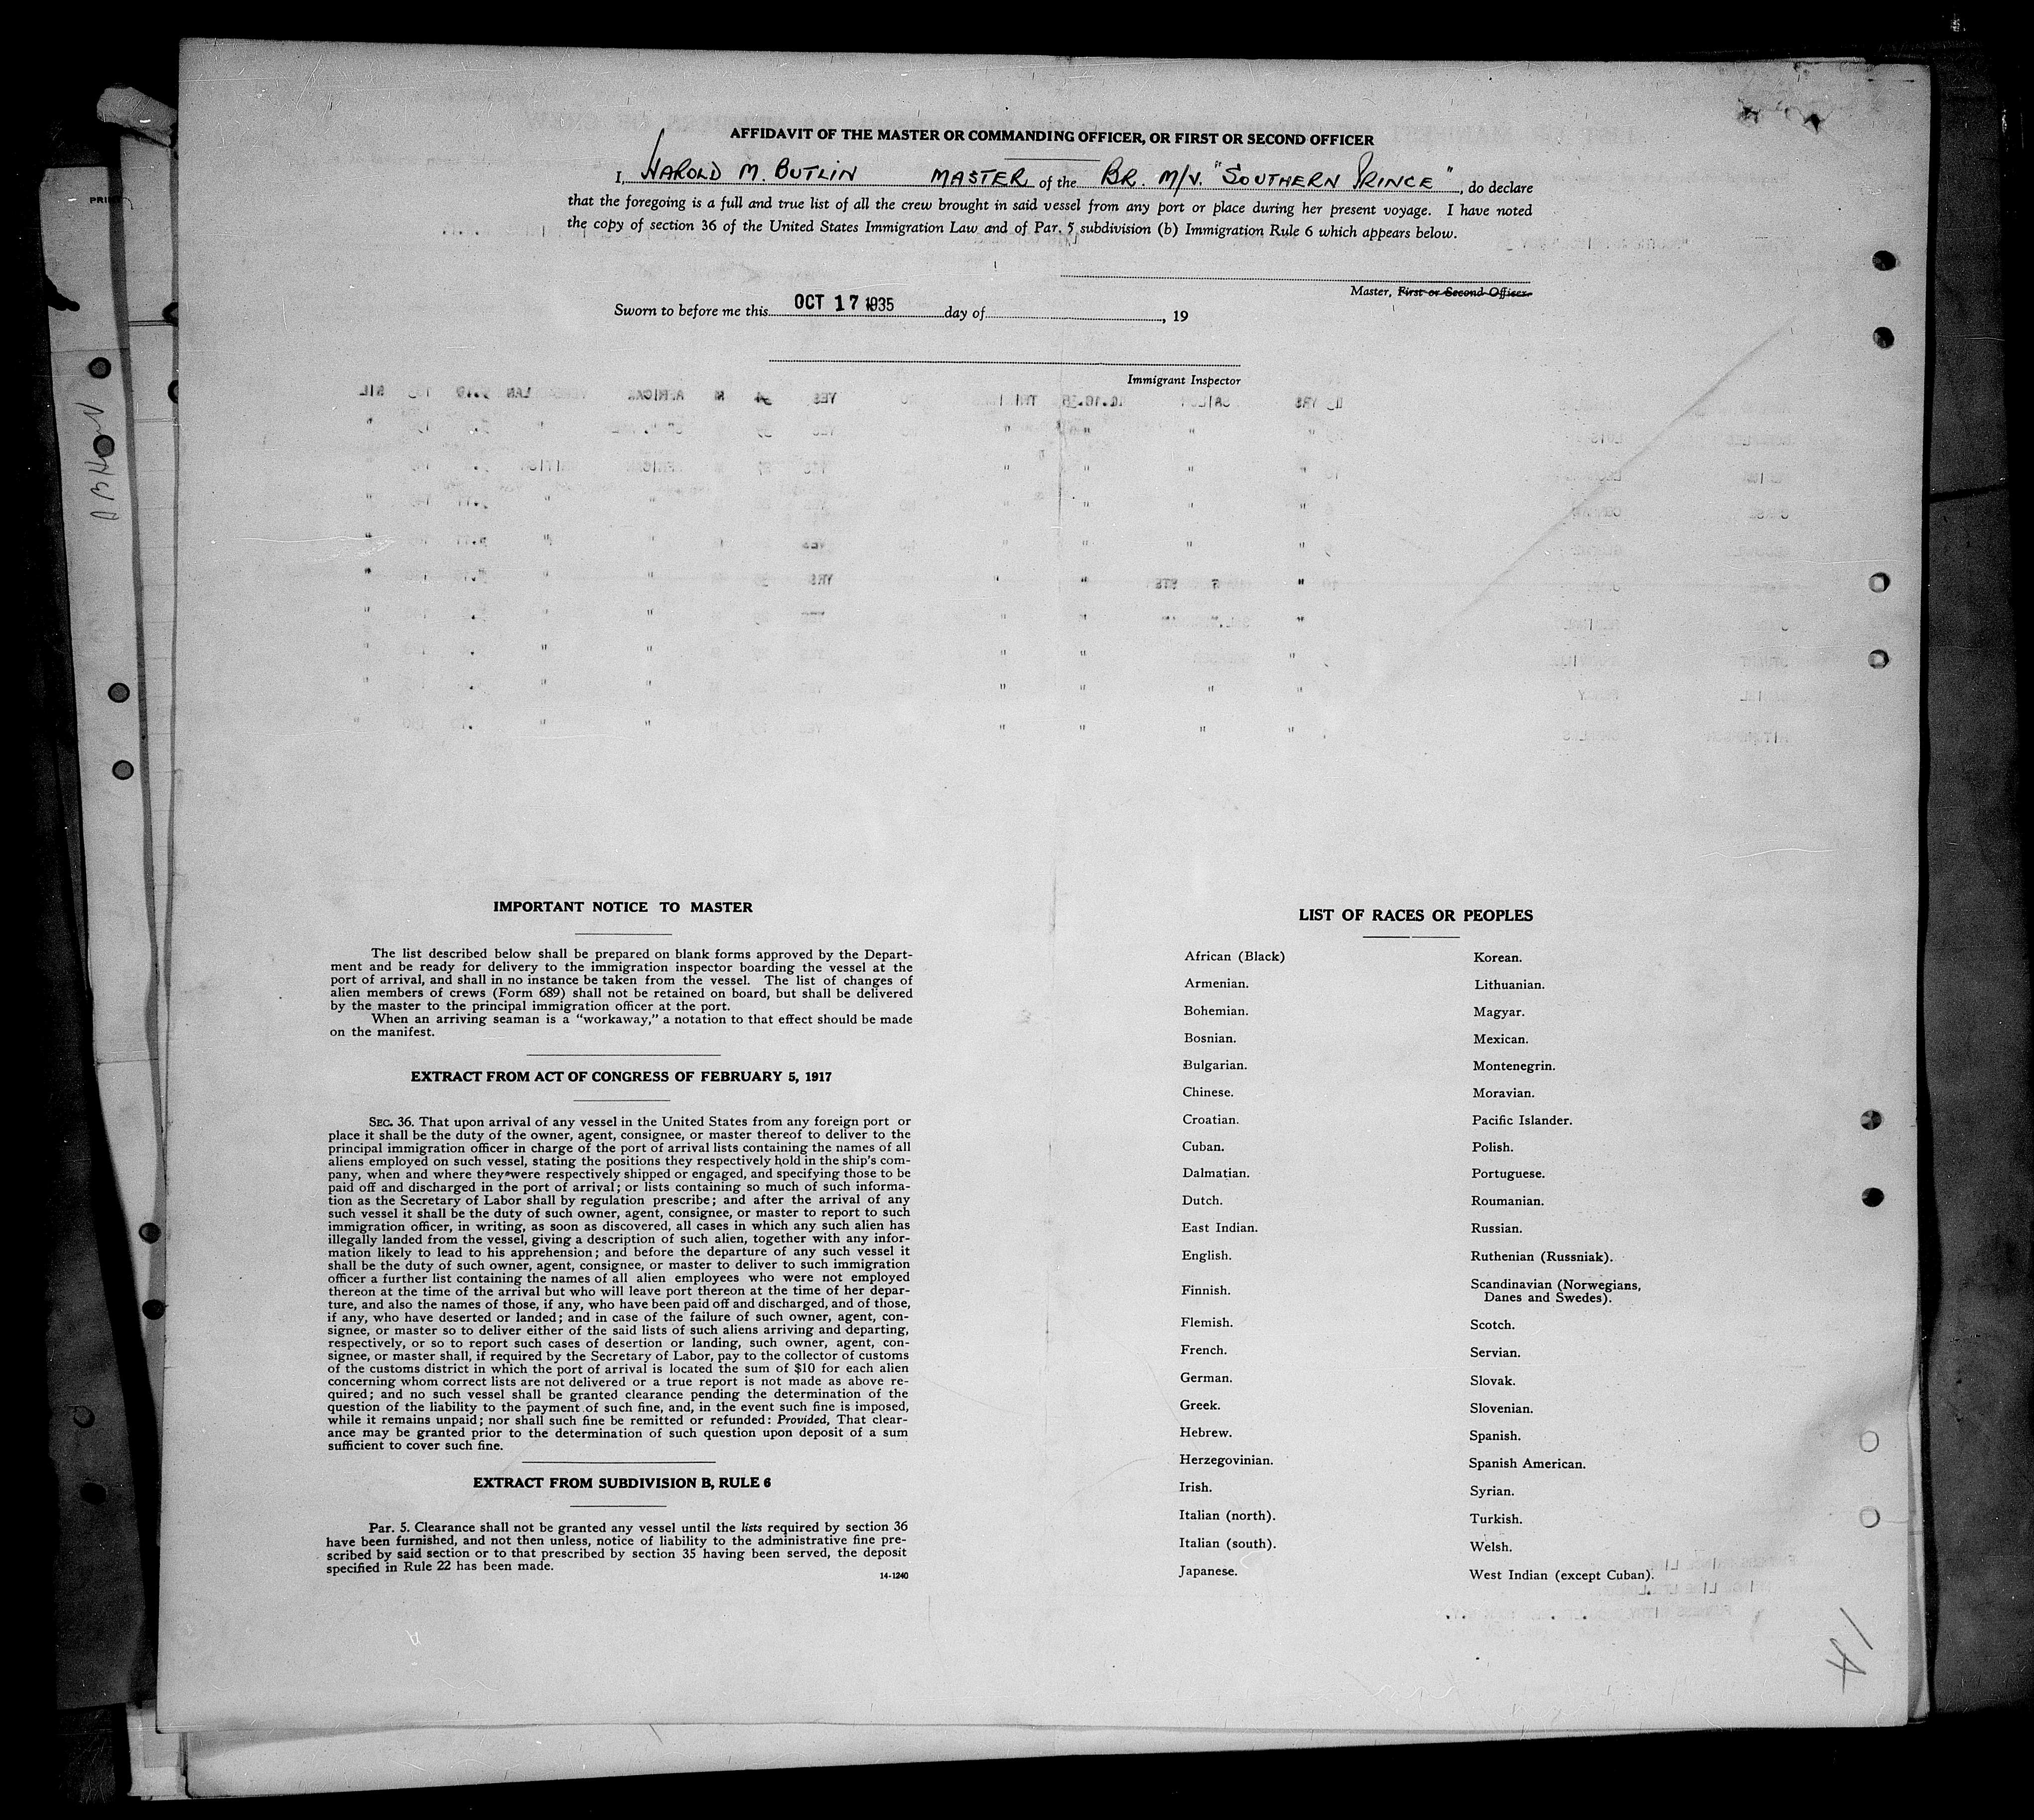 AFFIDAVIT OF THE MASTER OR COMMANDING OFFICER, OR FIRST OR SECOND OFFICER
I, HAROLD M. BUTLIN MASTER of the BR. M/V. "SOUTHERN PRINCE", do declare
that the foregoing is a full and true list of all the crew brought in said vessel from any port or place during her present voyage. I have noted
the copy of section 36 of the United States Immigration Law and of Par. 5 subdivision (b) Immigration Rule 6 which appears below.
Master, First or Second Officer.
Sworn to before me this OCT 17 1935 day of , 19
Immigrant Inspector
IMPORTANT NOTICE TO MASTER
The list described below shall be prepared on blank forms approved by the Depart-
ment and be ready for delivery to the immigration inspector boarding the vessel at the
port of arrival, and shall in no instance be taken from the vessel. The list of changes of
alien members of crews (Form 689) shall not be retained on board, but shall be delivered
by the master to the principal immigration officer at the port.
When an arriving seaman is a "workaway," a notation to that effect should be made
on the manifest.
EXTRACT FROM ACT OF CONGRESS OF FEBRUARY 5, 1917
SEC. 36. That upon arrival of any vessel in the United States from any foreign port or
place it shall be the duty of the owner, agent, consignee, or master thereof to deliver to the
principal immigration officer in charge of the port of arrival lists containing the names of all
aliens employed on such vessel, stating the positions they respectively hold in the ship's com-
pany, when and where they were respectively shipped or engaged, and specifying those to be
paid off and discharged in the port of arrival; or lists containing so much of such informa-
tion as the Secretary of Labor shall by regulation prescribe; and after the arrival of any
such vessel it shall be the duty of such owner, agent, consignee, or master to report to such
immigration officer, in writing, as soon as discovered, all cases in which any such alien has
illegally landed from the vessel, giving a description of such alien, together with any infor-
mation likely to lead to his apprehension; and before the departure of any such vessel it
shall be the duty of such owner, agent, consignee, or master to deliver to such immigration
officer a further list containing the names of all alien employees who were not employed
thereon at the time of the arrival but who will leave port thereon at the time of her depar-
ture, and also the names of those, if any, who have been paid off and discharged, and of those,
if any, who have deserted or landed; and in case of the failure of such owner, agent, con-
signee, or master so to deliver either of the said lists of such aliens arriving and departing,
respectively, or so to report such cases of desertion or landing, such owner, agent, con-
signee, or master shall, if required by the Secretary of Labor, pay to the collector of customs
of the customs district in which the port of arrival is located the sum of $10 for each alien
concerning whom correct lists are not delivered or a true report is not made as above re-
quired; and no such vessel shall be granted clearance pending the determination of the
question of the liability to the payment of such fine, and, in the event such fine is imposed,
while it remains unpaid; nor shall such fine be remitted or refunded: Provided, That clear-
ance may be granted prior to the determination of such question upon deposit of a sum
sufficient to cover such fine.
EXTRACT FROM SUBDIVISION B, RULE 6
Par. 5. Clearance shall not be granted any vessel until the lists required by section 36
have been furnished, and not then unless, notice of liability to the administrative fine pre-
scribed by said section or to that prescribed by section 35 having been served, the deposit
specified in Rule 22 has been made.
14-1240
LIST OF RACES OR PEOPLES
African (Black)
Armenian.
Bohemian.
Bosnian.
Bulgarian.
Chinese.
Croatian.
Cuban.
Dalmatian.
Dutch.
East Indian.
English.
Finnish.
Flemish.
French.
German.
Greek.
Hebrew.
Herzegovinian.
Irish.
Italian (north).
Italian (south).
Japanese.
Korean.
Lithuanian.
Magyar.
Mexican.
Montenegrin.
Moravian.
Pacific Islander.
Polish.
Portuguese.
Roumanian.
Russian.
Ruthenian (Russniak).
Scandinavian (Norwegians,
Danes and Swedes).
Scotch.
Servian.
Slovak.
Slovenian.
Spanish.
Spanish American.
Syrian.
Turkish.
Welsh.
West Indian (except Cuban).